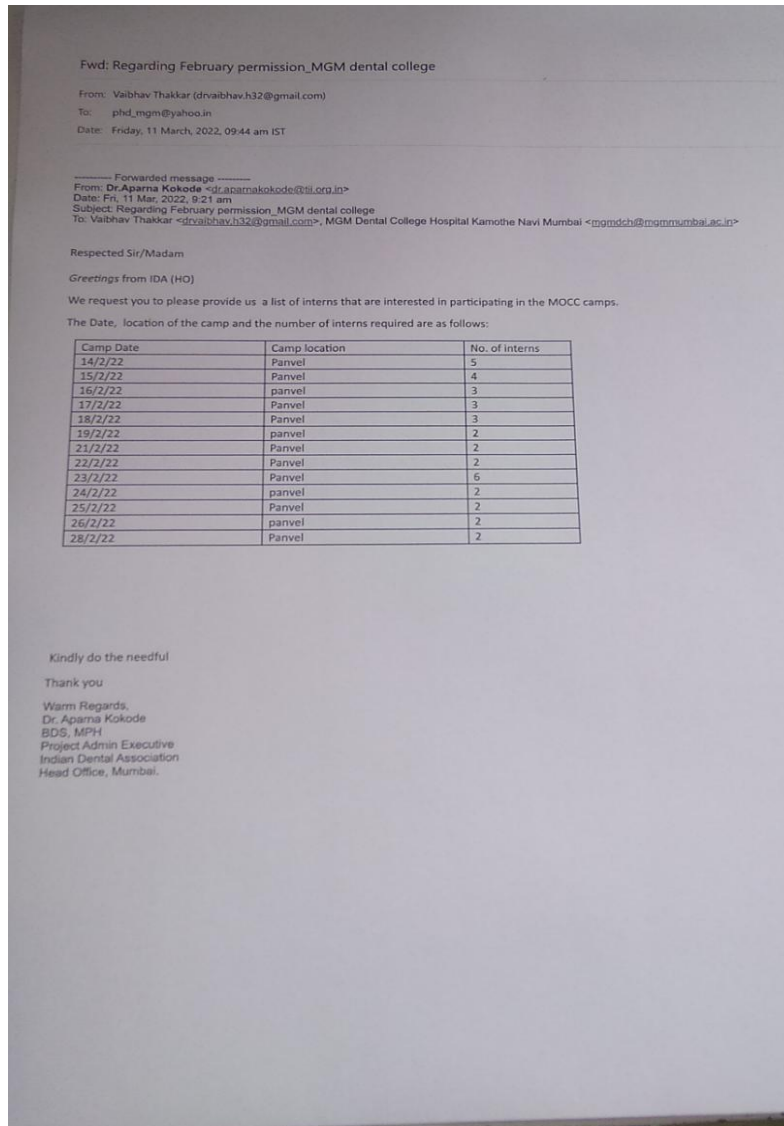 Fwd: Regarding February permission_MGM dental college
From: Vaibhav Thakkar (drvaibhav.h32@gmail.com)
To: phd_mgm@yahoo.in
Date: Friday, 11 March, 2022, 09:44 am IST
---------- Forwarded message ---------
From: Dr.Aparna Kokode <dr.aparnakokode@tii.org.in>
Date: Fri, 11 Mar, 2022, 9:21 am
Subject: Regarding February permission_MGM dental college
To: Vaibhav Thakkar <drvaibhav.h32@gmail.com>, MGM Dental College Hospital Kamothe Navi Mumbai <mgmdch@mgmmumbai.ac.in>
Respected Sir/Madam
Greetings from IDA (HO)
We request you to please provide us a list of interns that are interested in participating in the MOCC camps.
The Date, location of the camp and the number of interns required are as follows:
Camp Date Camp location No. of interns
14/2/22 Panvel 5
15/2/22 Panvel 4
16/2/22 panvel 3
17/2/22 Panvel 3
18/2/22 Panvel 3
19/2/22 panvel 2
21/2/22 Panvel 2
22/2/22 Panvel 2
23/2/22 Panvel 6
24/2/22 panvel 2
25/2/22 Panvel 2
26/2/22 panvel 2
28/2/22 Panvel 2
Kindly do the needful
Thank you
Warm Regards,
Dr. Aparna Kokode
BDS, MPH
Project Admin Executive
Indian Dental Association
Head Office, Mumbai.